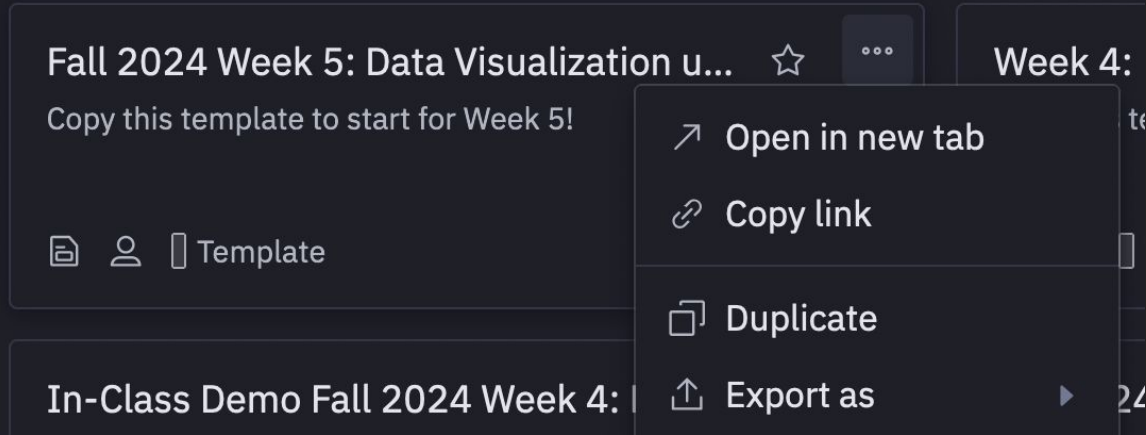 Fall 2024 Week 5: Data Visualization u...
Copy this template to start for Week 5!
Template
Week 4:
Open in new tab
Copy link
Duplicate
Export as
In-Class Demo Fall 2024 Week 4: